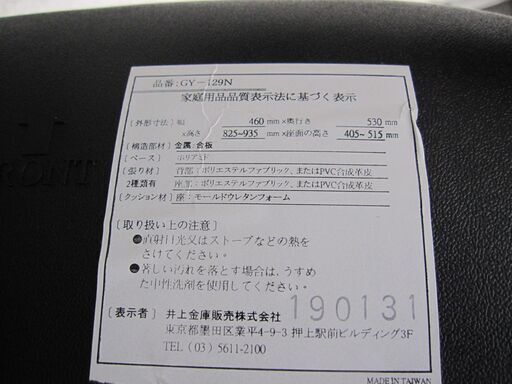 品番:GY-129N
家庭用品品質表示法に基づく表示
〔外形寸法〕幅 460 mm×奥行き 530 mm
×高さ 825~935 mm×座面の高さ 405~515 mm
〔構造部材〕金属、合板
〔ベース〕 ポリアミド
〔張り材〕 背部:ポリエステルファブリック、またはPVC合成革皮
2種類有 座部:ポリエステルファブリック、またはPVC合成革皮
〔クッション材〕座:モールドウレタンフォーム
〔取り扱い上の注意〕
●直射日光又はストーブなどの熱を
さけてください。
●著しい汚れを落とす場合は、うすめ
た中性洗剤を使用してください。
〔表示者〕 井上金庫販売株式会社
190131
東京都墨田区業平4-9-3 押上駅前ビルディング3F
TEL (03) 5611-2100
MADE IN TAIWAN